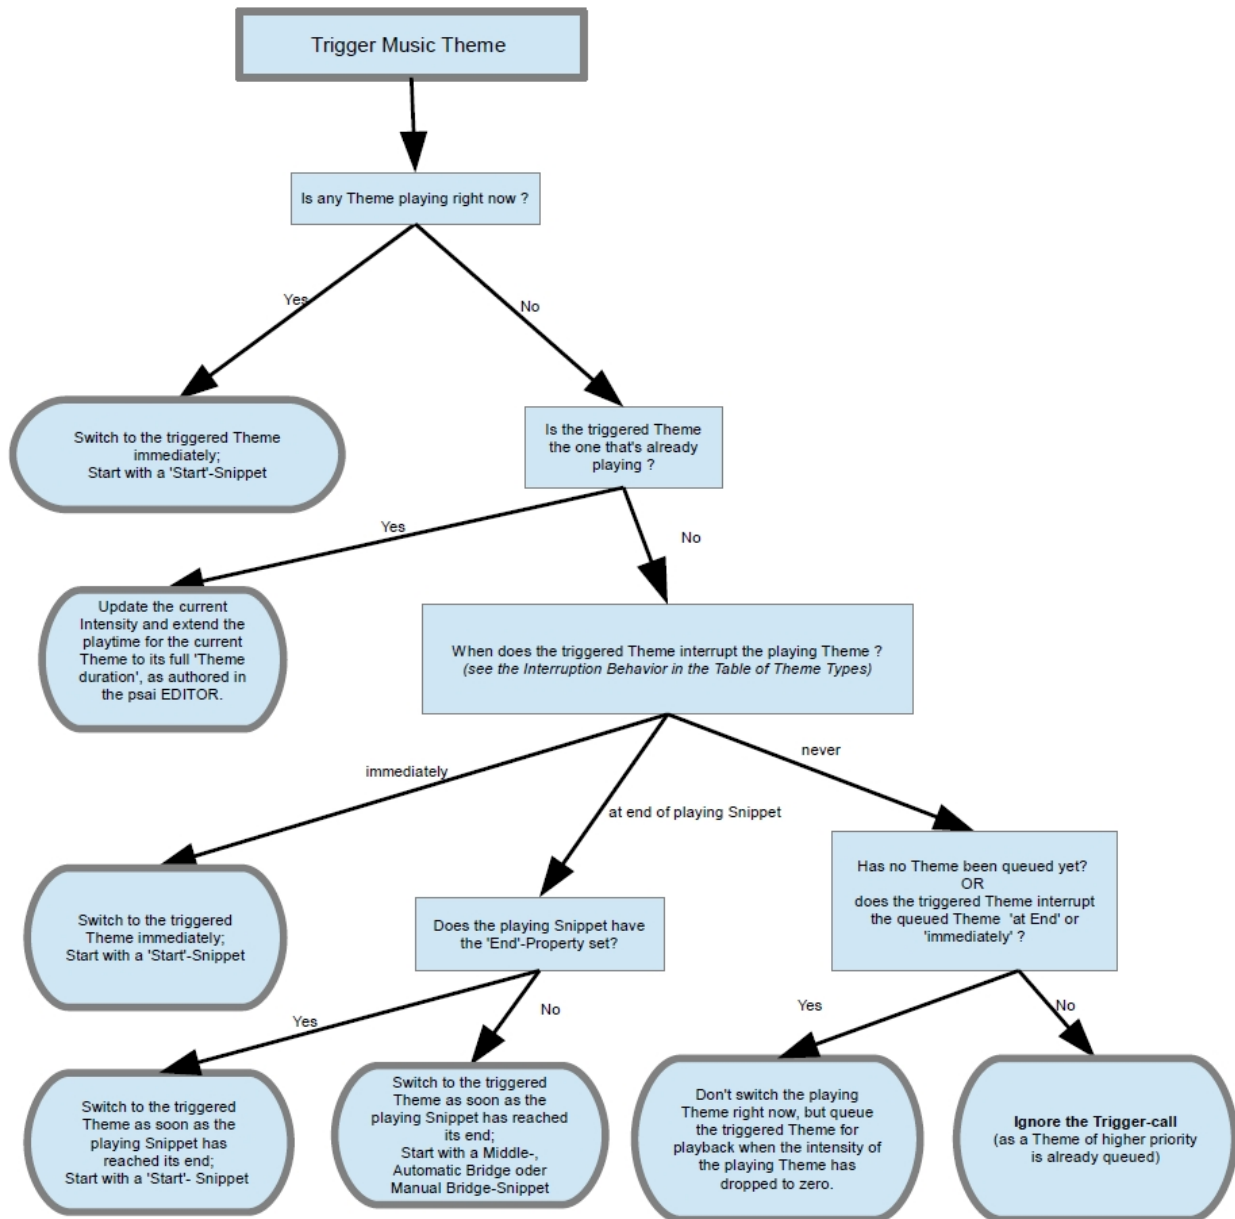 Trigger Music Theme
Is any Theme playing right now ?
Yes
No
Switch to the triggered Theme
immediately;
Start with a 'Start'-Snippet
Is the triggered Theme
the one that's already
playing ?
Yes
No
Update the current
Intensity and extend the
playtime for the current
Theme to its full 'Theme
duration', as authored in
the psai EDITOR.
When does the triggered Theme interrupt the playing Theme ?
(see the Interruption Behavior in the Table of Theme Types)
immediately
at end of playing Snippet
never
Switch to the triggered
Theme immediately;
Start with a 'Start'-Snippet
Does the playing Snippet have
the 'End'-Property set?
Has no Theme been queued yet?
OR
does the triggered Theme interrupt
the queued Theme 'at End' or
'immediately' ?
Yes
No
Yes
No
Switch to the triggered
Theme as soon as the
playing Snippet has
reached its end;
Start with a 'Start'- Snippet
Switch to the triggered
Theme as soon as the
playing Snippet has reached
its end;
Start with a Middle-,
Automatic Bridge oder
Manual Bridge-Snippet
Don't switch the playing
Theme right now, but queue
the triggered Theme for
playback when the intensity of
the playing Theme has
dropped to zero.
Ignore the Trigger-call
(as a Theme of higher priority
is already queued)